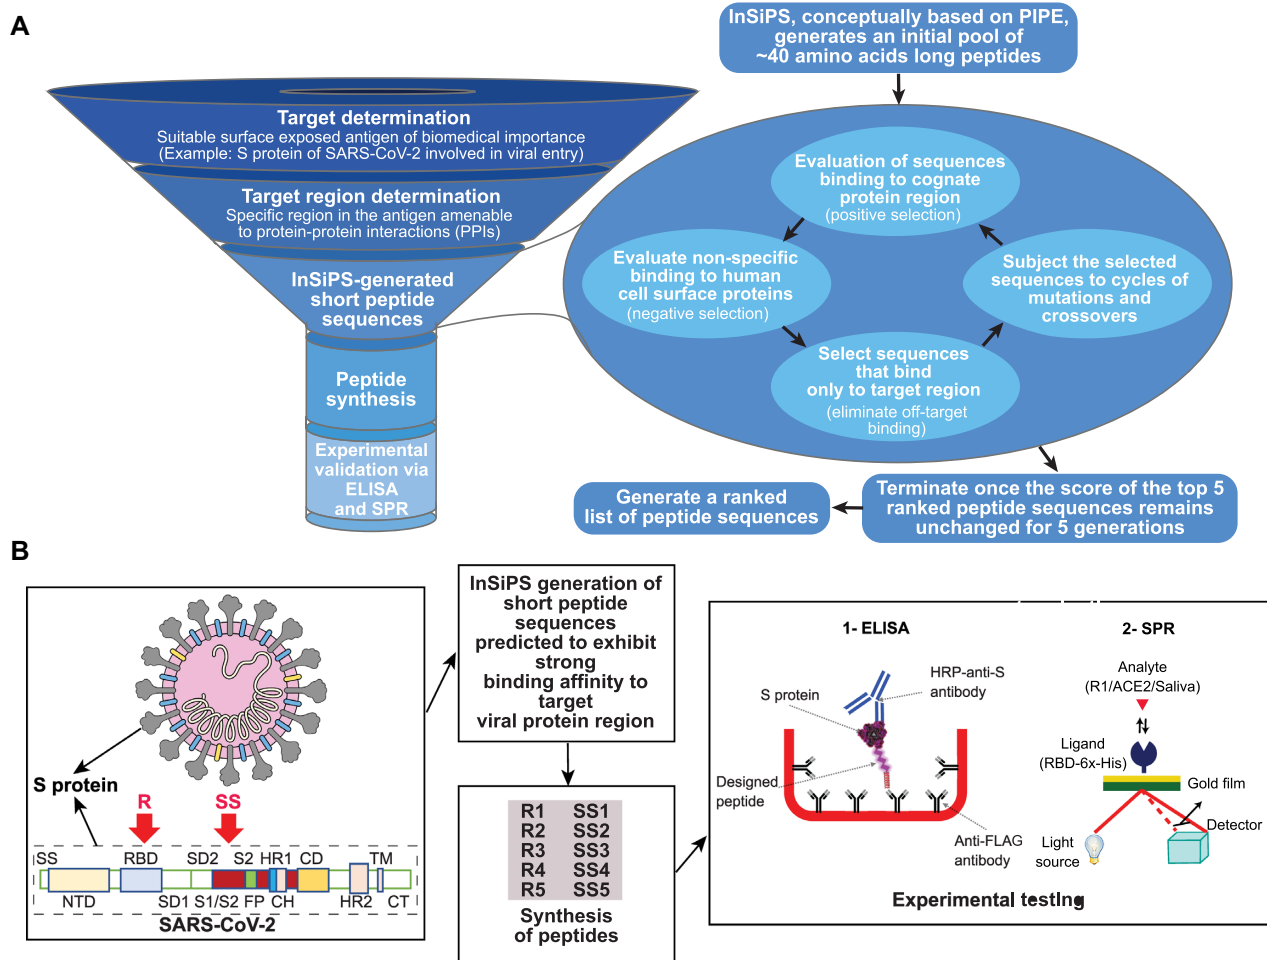 A
Target determination
Suitable surface exposed antigen of biomedical importance
(Example: S protein of SARS-CoV-2 involved in viral entry)
Target region determination
Specific region in the antigen amenable
to protein-protein interactions (PPIs)
InSiPS-generated
short peptide
sequences
Peptide
synthesis
Experimental
validation via
ELISA
and SPR
InSiPS, conceptually based on PIPE,
generates an initial pool of
~40 amino acids long peptides
Evaluation of sequences
binding to cognate
protein region
(positive selection)
Evaluate non-specific
binding to human
cell surface proteins
(negative selection)
Select sequences
that bind
only to target region
(eliminate off-target
binding)
Subject the selected
sequences to cycles of
mutations and
crossovers
Terminate once the score of the top 5
ranked peptide sequences remains
unchanged for 5 generations
Generate a ranked
list of peptide sequences
B
S protein
R SS
SS RBD SD2 S2 HR1 CD TM
NTD SD1 S1/S2 FP CH HR2 CT
SARS-CoV-2
InSiPS generation of
short peptide
sequences
predicted to exhibit
strong
binding affinity to
target
viral protein region
R1 SS1
R2 SS2
R3 SS3
R4 SS4
R5 SS5
Synthesis
of peptides
1- ELISA
HRP-anti-S
antibody
S protein
Designed
peptide
Anti-FLAG
antibody
2- SPR
Analyte
(R1/ACE2/Saliva)
Ligand
(RBD-6x-His)
Gold film
Detector
Light
source
Experimental testing